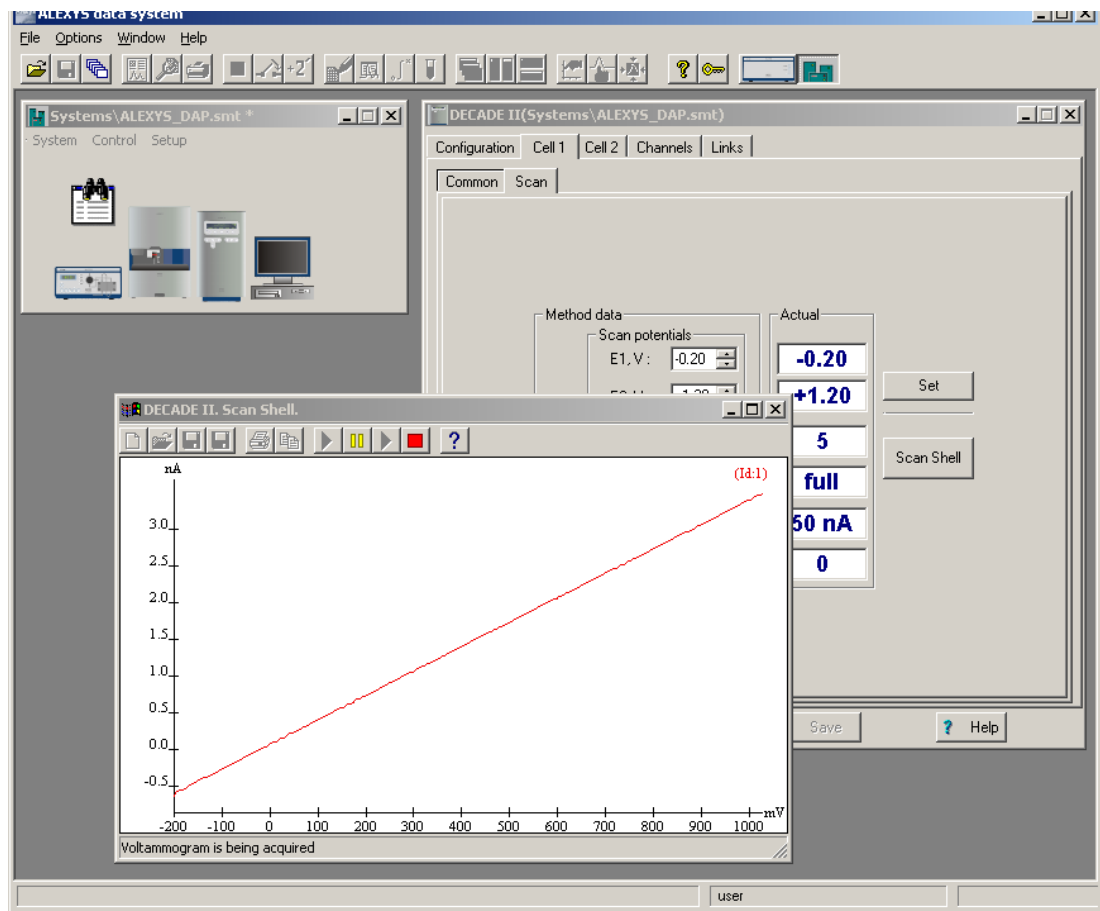 ALEXYS data system
File Options Window Help
Systems\ALEXYS_DAP.smt *
System Control Setup
DECADE II(Systems\ALEXYS_DAP.smt)
Configuration Cell 1 Cell 2 Channels Links
Common Scan
Method data
Actual
Scan potentials
E1, V : -0.20
-0.20
+1.20
Set
5
Scan Shell
full
50 nA
0
Save
? Help
DECADE II. Scan Shell.
nA
(Id:1)
3.0
2.5
2.0
1.5
1.0
0.5
0.0
-0.5
-200 -100 0 100 200 300 400 500 600 700 800 900 1000 mV
Voltammogram is being acquired
user